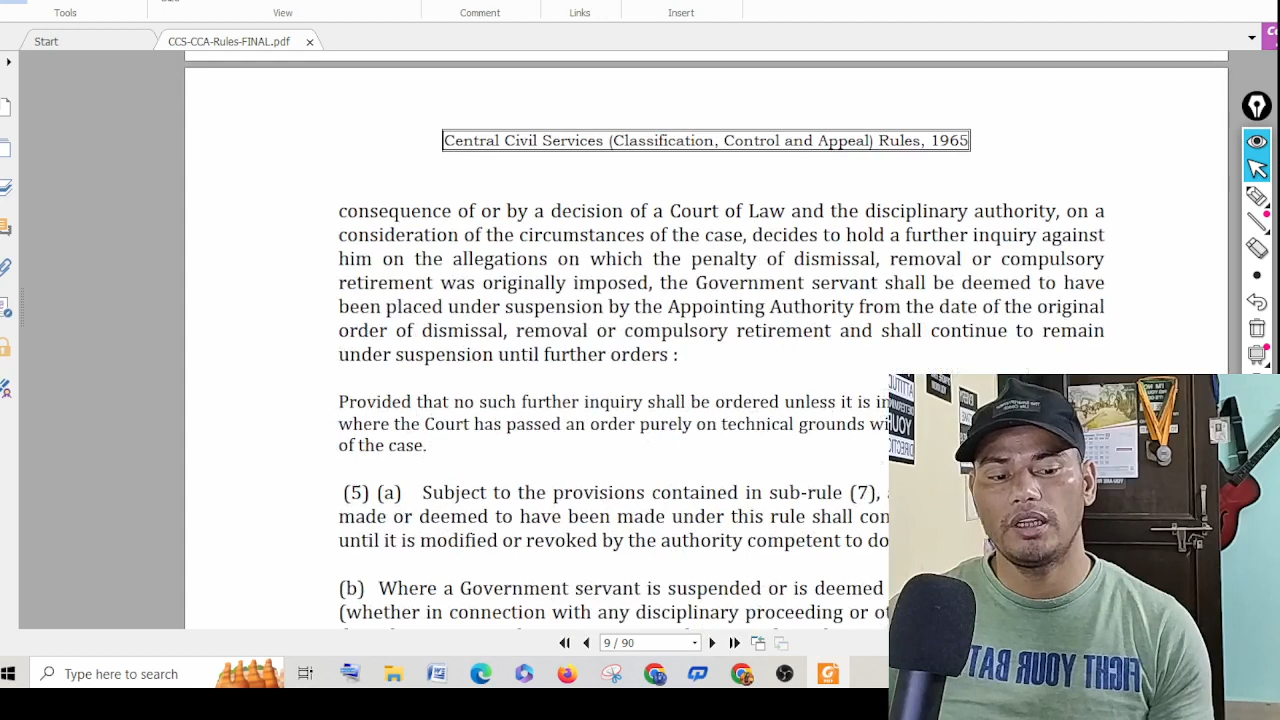 Tools View Comment Links Insert
Start CCS-CCA-Rules-FINAL.pdf
Central Civil Services (Classification, Control and Appeal) Rules, 1965
consequence of or by a decision of a Court of Law and the disciplinary authority, on a
consideration of the circumstances of the case, decides to hold a further inquiry against
him on the allegations on which the penalty of dismissal, removal or compulsory
retirement was originally imposed, the Government servant shall be deemed to have
been placed under suspension by the Appointing Authority from the date of the original
order of dismissal, removal or compulsory retirement and shall continue to remain
under suspension until further orders :
Provided that no such further inquiry shall be ordered unless it is
where the Court has passed an order purely on technical grounds
of the case.
(5) (a) Subject to the provisions contained in sub-rule (7),
made or deemed to have been made under this rule shall
until it is modified or revoked by the authority competent to
(b) Where a Government servant is suspended or is deemed
(whether in connection with any disciplinary proceeding or
9 / 90
Type here to search
ATTITUDE
YOUR
DIRECTION
FIGHT YOUR BAT